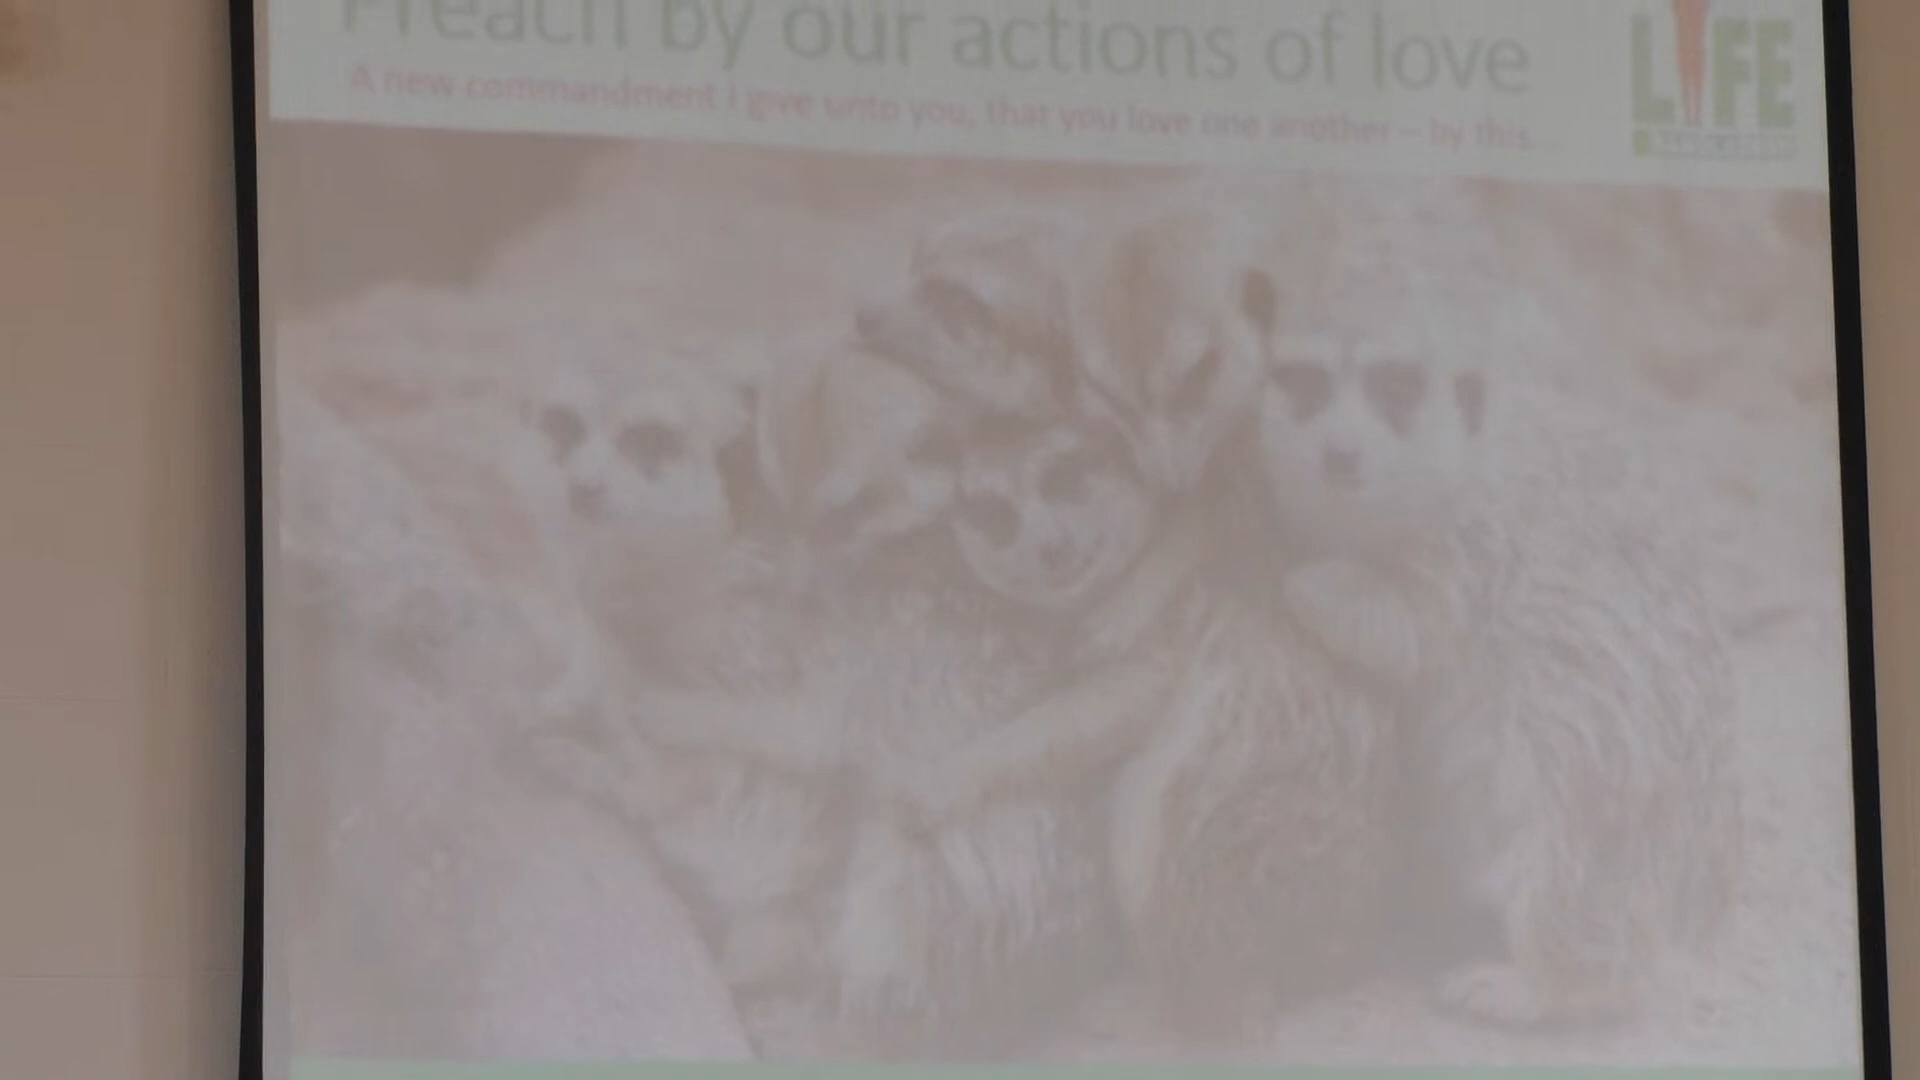 Preach by our actions of love
A new commandment I give unto you, that you love one another – by this...
LIFE